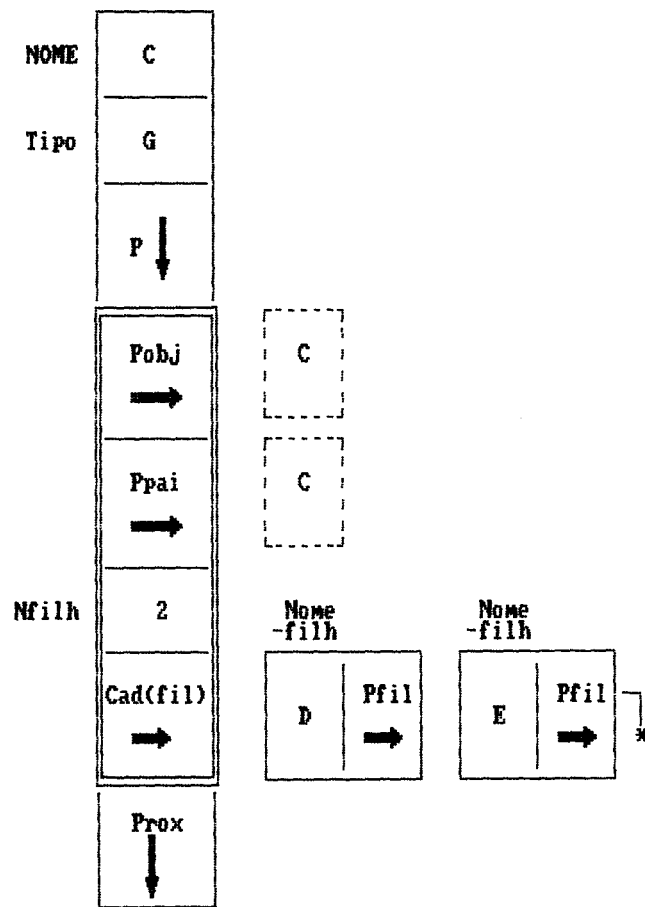 NOME C
Tipo G
P
Pobj C
Ppai C
Nfilh 2
Nome
-filh
Nome
-filh
Cad(fil) D Pfil E Pfil
*
Prox